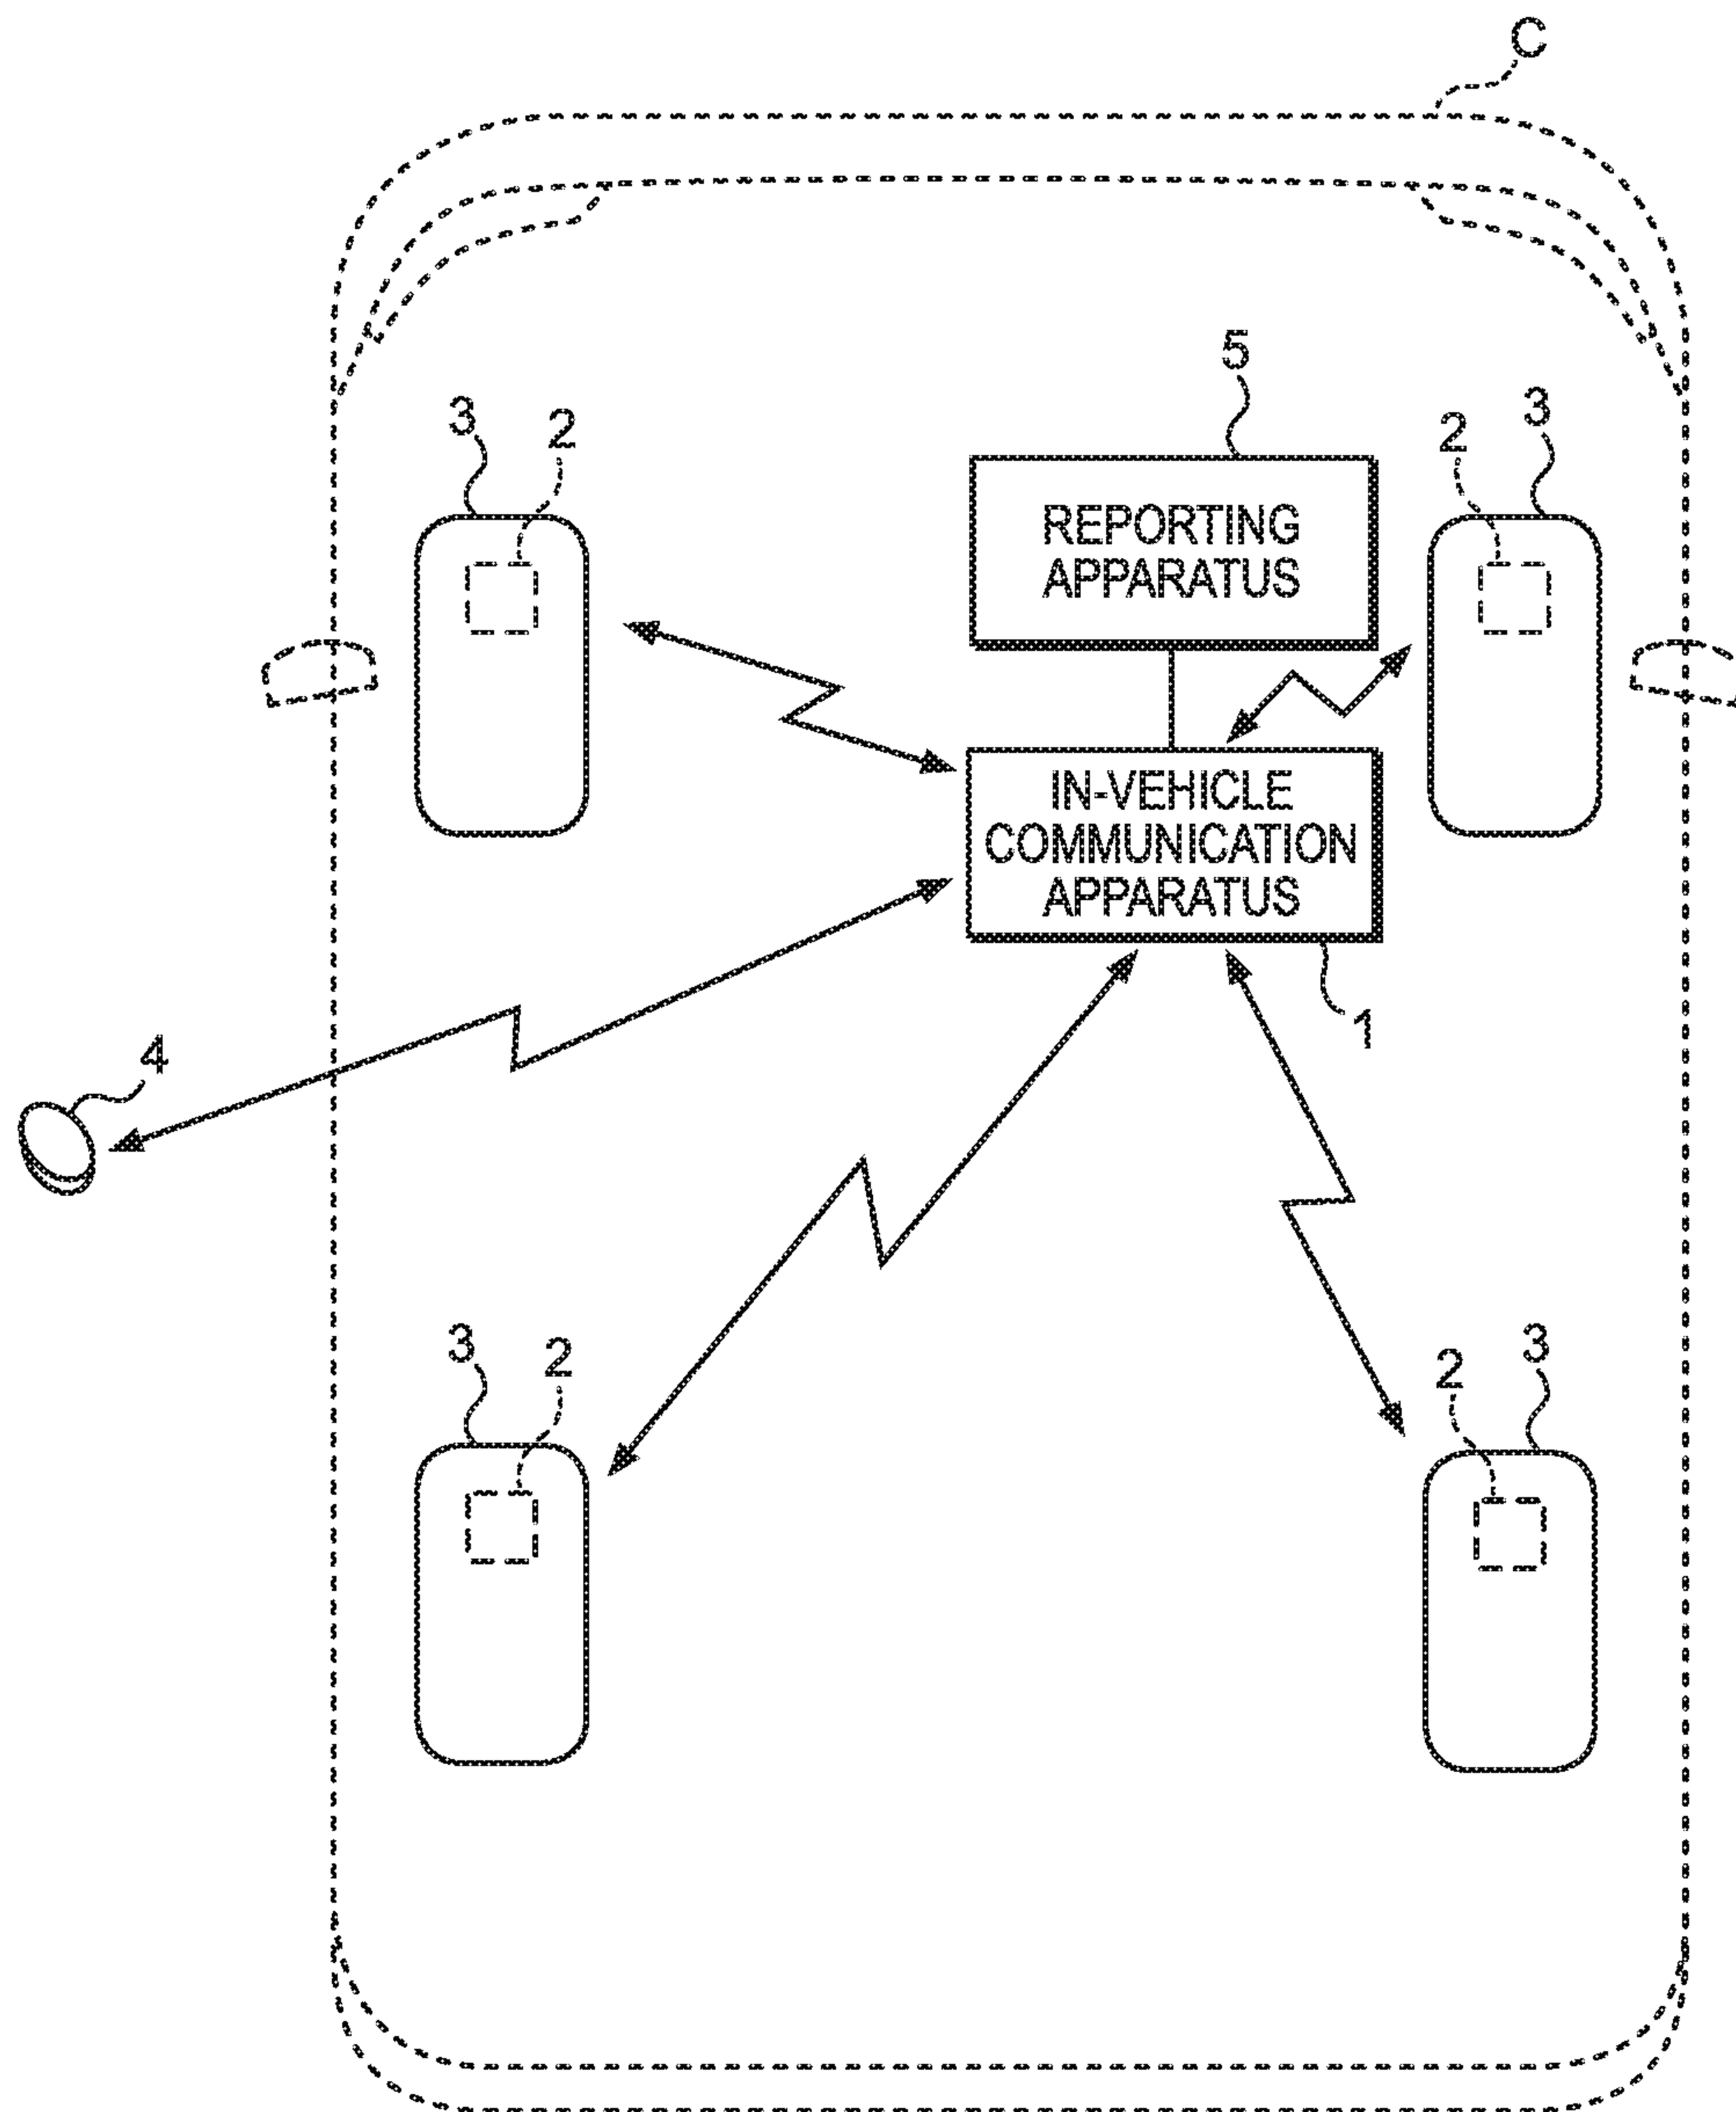 C
5
3
2
2
3
REPORTING
APPARATUS
IN-VEHICLE
COMMUNICATION
APPARATUS
1
4
3
2
2
3